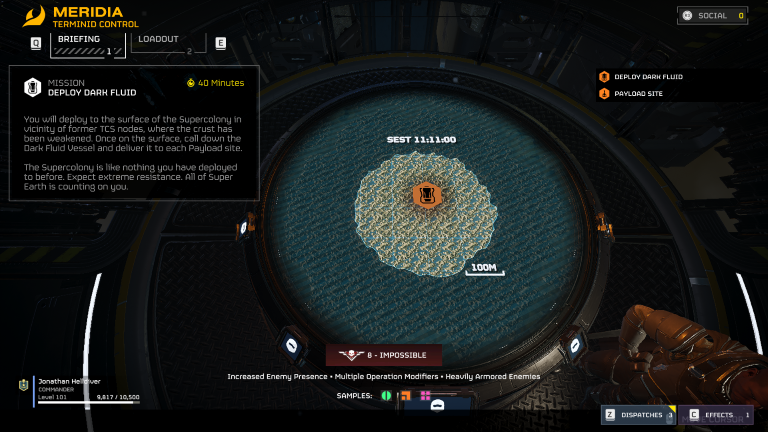 MERIDIA
TERMINID CONTROL
SOCIAL 0
Q
BRIEFING
1
LOADOUT
2
E
MISSION
DEPLOY DARK FLUID
40 Minutes
You will deploy to the surface of the Supercolony in
vicinity of former TCS nodes, where the crust has
been weakened. Once on the surface, call down the
Dark Fluid Vessel and deliver it to each Payload site.
The Supercolony is like nothing you have deployed
to before. Expect extreme resistance. All of Super
Earth is counting on you.
DEPLOY DARK FLUID
PAYLOAD SITE
SEST 11:11:00
100M
8 - IMPOSSIBLE
Increased Enemy Presence • Multiple Operation Modifiers • Heavily Armored Enemies
SAMPLES:
Jonathan Helldiver
COMMANDER
Level 101
9,817 / 10,500
Z DISPATCHES 3
C EFFECTS 1
CURSOR